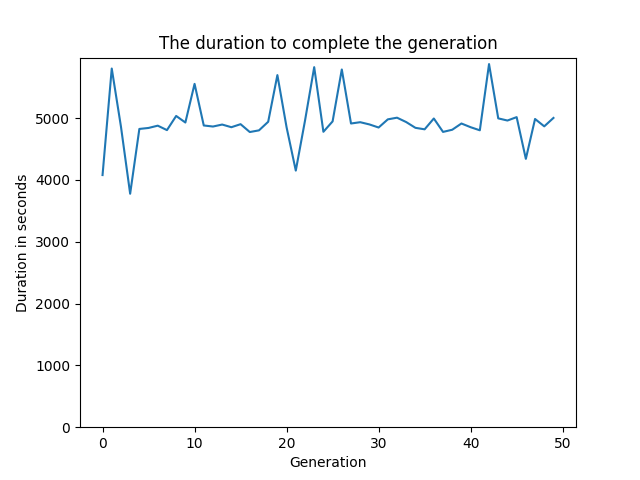 The duration to complete the generation
Duration in seconds
5000
4000
3000
2000
1000
0
0 10 20 30 40 50
Generation